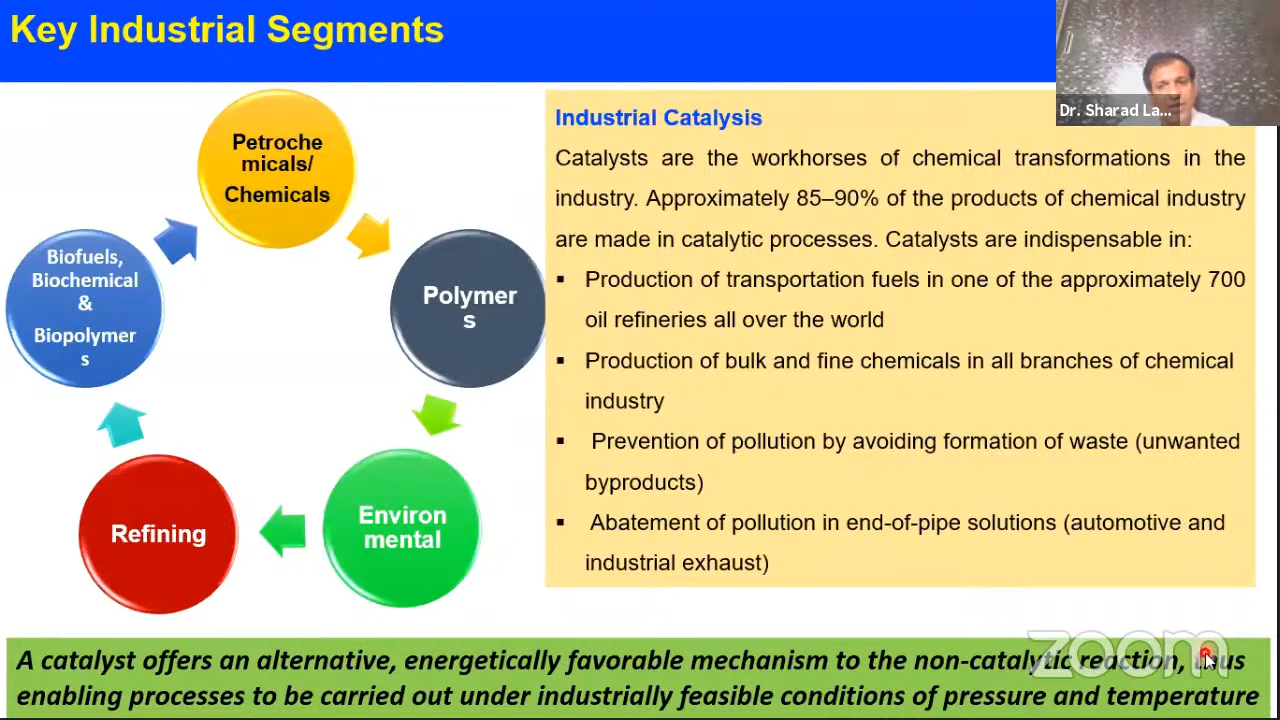 Key Industrial Segments
Dr. Sharad La...
Petroche
micals/
Chemicals
Polymer
s
Environ
mental
Refining
Biofuels,
Biochemical
&
Biopolymer
s
Industrial Catalysis
Catalysts are the workhorses of chemical transformations in the
industry. Approximately 85–90% of the products of chemical industry
are made in catalytic processes. Catalysts are indispensable in:
▪ Production of transportation fuels in one of the approximately 700
oil refineries all over the world
▪ Production of bulk and fine chemicals in all branches of chemical
industry
▪ Prevention of pollution by avoiding formation of waste (unwanted
byproducts)
▪ Abatement of pollution in end-of-pipe solutions (automotive and
industrial exhaust)
zoom
A catalyst offers an alternative, energetically favorable mechanism to the non-catalytic reaction, thus
enabling processes to be carried out under industrially feasible conditions of pressure and temperature